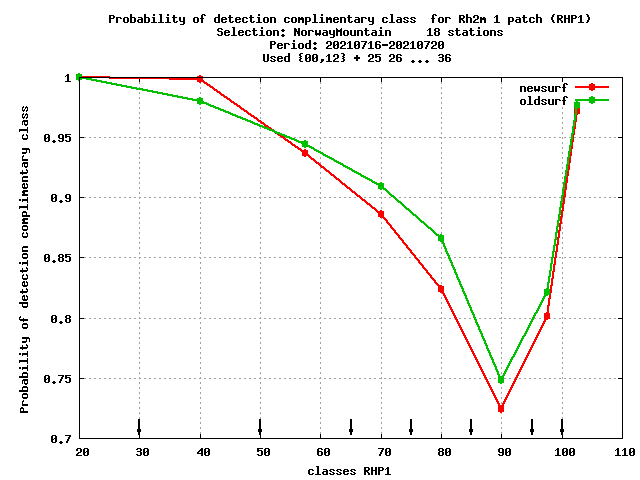 Probability of detection complimentary class  for Rh2m 1 patch (RHP1)
Selection: NorwayMountain     18 stations
Period: 20210716-20210720
Used {00,12} + 25 26 ... 36
newsurf
oldsurf
Probability of detection complimentary class
1
0.95
0.9
0.85
0.8
0.75
0.7
20 30 40 50 60 70 80 90 100 110
classes RHP1